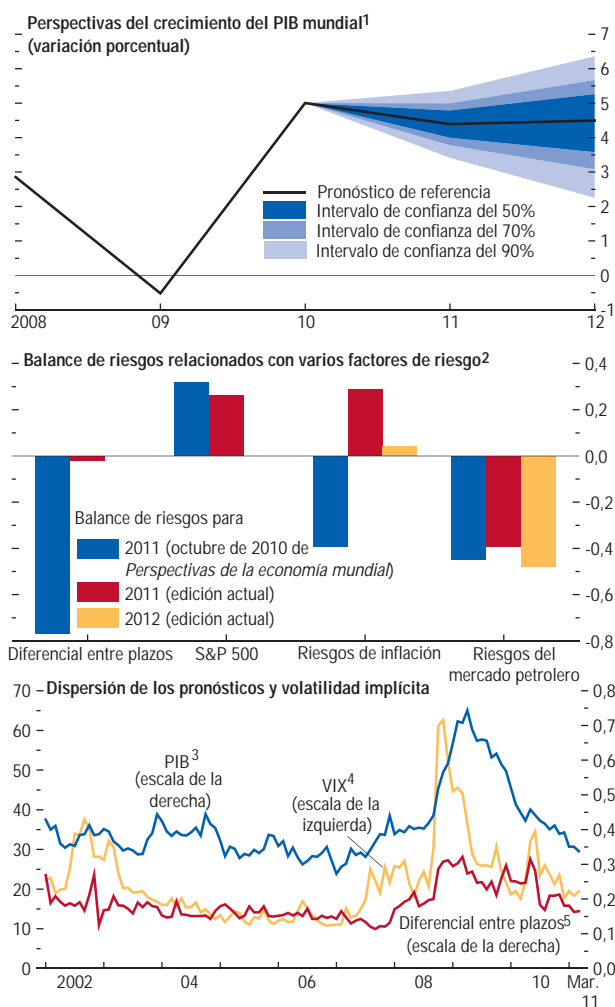 Perspectivas del crecimiento del PIB mundial1
(variación porcentual)
7
6
5
4
3
2
1
0
-1
Pronóstico de referencia
Intervalo de confianza del 50%
Intervalo de confianza del 70%
Intervalo de confianza del 90%
2008 09 10 11 12
Balance de riesgos relacionados con varios factores de riesgo2
0,4
0,2
0,0
-0,2
-0,4
-0,6
-0,8
Balance de riesgos para
2011 (octubre de 2010 de
Perspectivas de la economía mundial)
2011 (edición actual)
2012 (edición actual)
Diferencial entre plazos S&P 500 Riesgos de inflación Riesgos del
mercado petrolero
Dispersión de los pronósticos y volatilidad implícita
70
60
50
40
30
20
10
0
0,8
0,7
0,6
0,5
0,4
0,3
0,2
0,1
0,0
PIB3
(escala de la
derecha)
VIX4
(escala de la
izquierda)
Diferencial entre plazos5
(escala de la derecha)
2002 04 06 08 10 Mar.
11